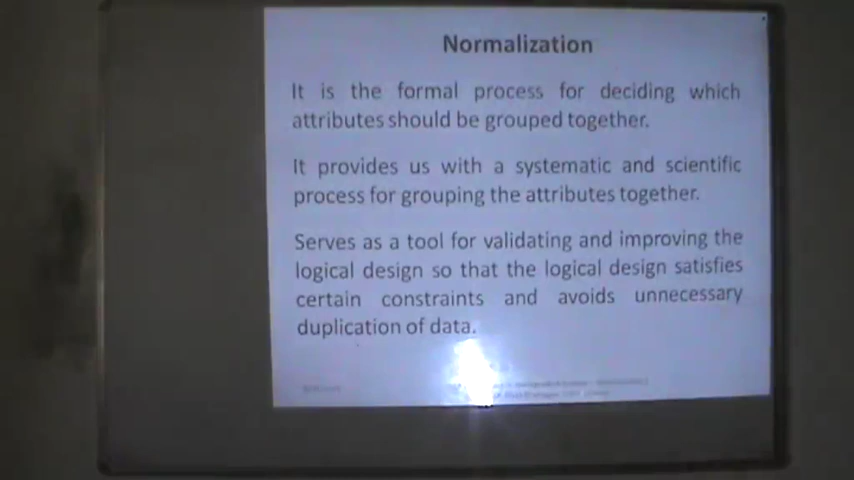 Normalization
It is the formal process for deciding which
attributes should be grouped together.
It provides us with a systematic and scientific
process for grouping the attributes together.
Serves as a tool for validating and improving the
logical design so that the logical design satisfies
certain constraints and avoids unnecessary
duplication of data.